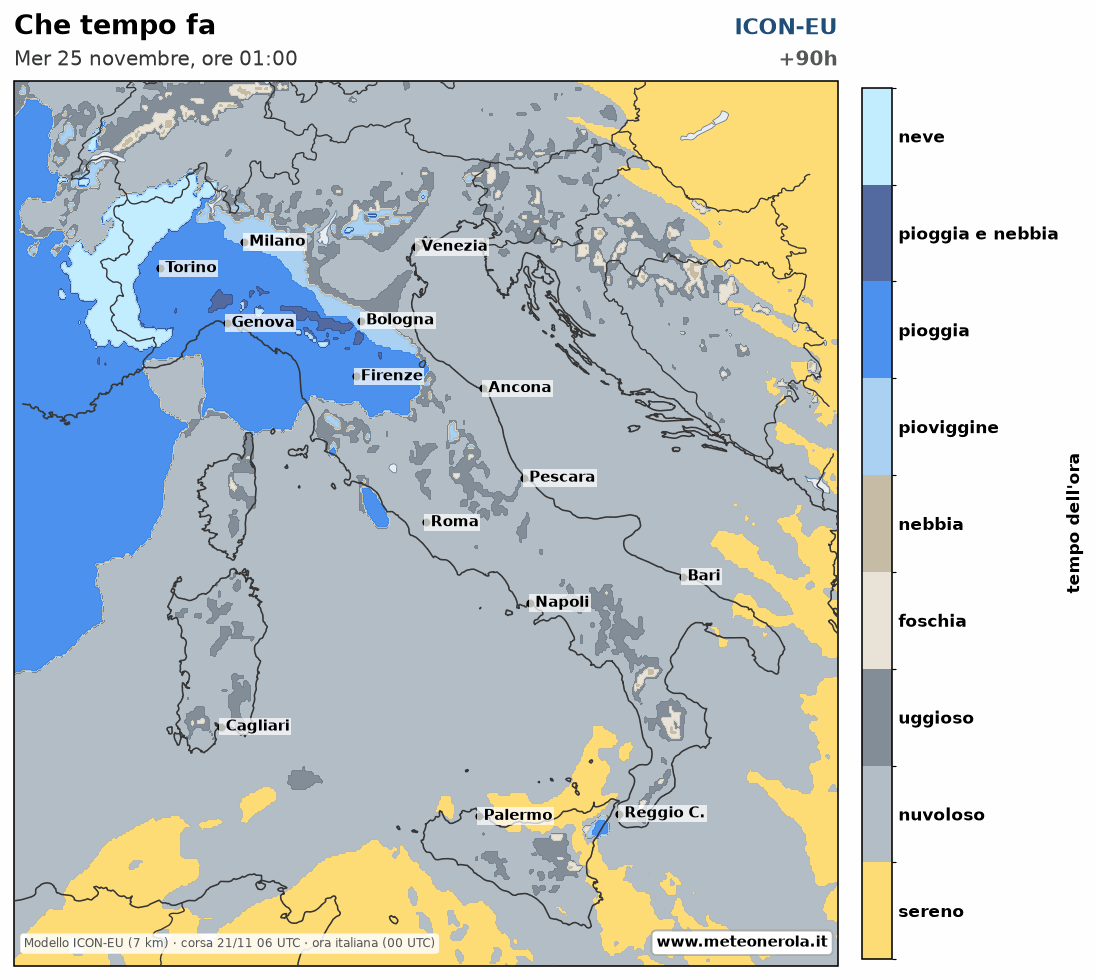 Che tempo fa
ICON-EU
Mer 25 novembre, ore 01:00
+90h
neve
pioggia e nebbia
pioggia
pioviggine
nebbia
foschia
uggioso
nuvoloso
sereno
tempo dell'ora
Milano
Venezia
Torino
Genova
Bologna
Firenze
Ancona
Pescara
Roma
Bari
Napoli
Cagliari
Palermo
Reggio C.
Modello ICON-EU (7 km) · corsa 21/11 06 UTC · ora italiana (00 UTC)
www.meteonerola.it